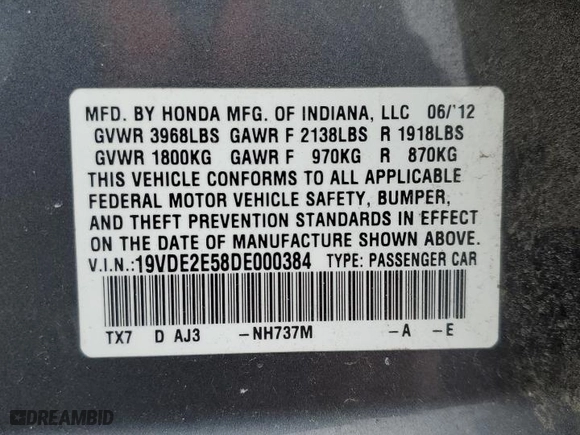 MFD. BY HONDA MFG. OF INDIANA, LLC 06/'12
GVWR 3968LBS GAWR F 2138LBS R 1918LBS
GVWR 1800KG GAWR F 970KG R 870KG
THIS VEHICLE CONFORMS TO ALL APPLICABLE
FEDERAL MOTOR VEHICLE SAFETY, BUMPER,
AND THEFT PREVENTION STANDARDS IN EFFECT
ON THE DATE OF MANUFACTURE SHOWN ABOVE.
V.I.N.:19VDE2E58DE000384 TYPE: PASSENGER CAR
TX7 D AJ3 -NH737M -A -E
DREAMBID